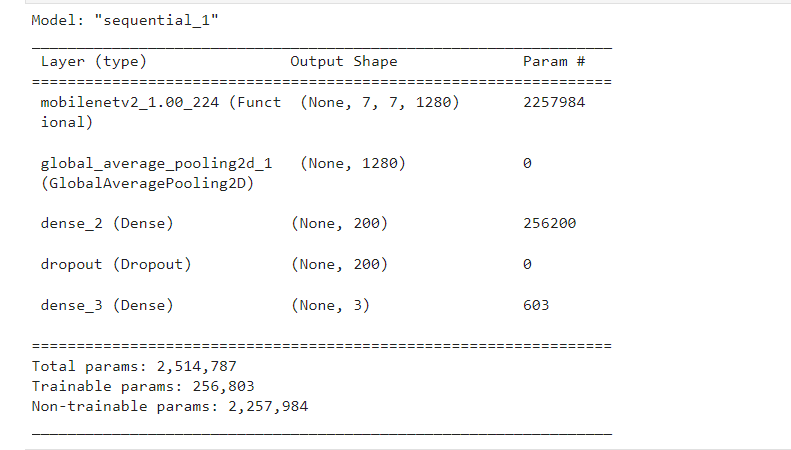 Model: "sequential_1"
_________________________________________________________________
Layer (type) Output Shape Param #
=================================================================
mobilenetv2_1.00_224 (Funct (None, 7, 7, 1280) 2257984
ional)
global_average_pooling2d_1 (None, 1280) 0
(GlobalAveragePooling2D)
dense_2 (Dense) (None, 200) 256200
dropout (Dropout) (None, 200) 0
dense_3 (Dense) (None, 3) 603
=================================================================
Total params: 2,514,787
Trainable params: 256,803
Non-trainable params: 2,257,984
_________________________________________________________________